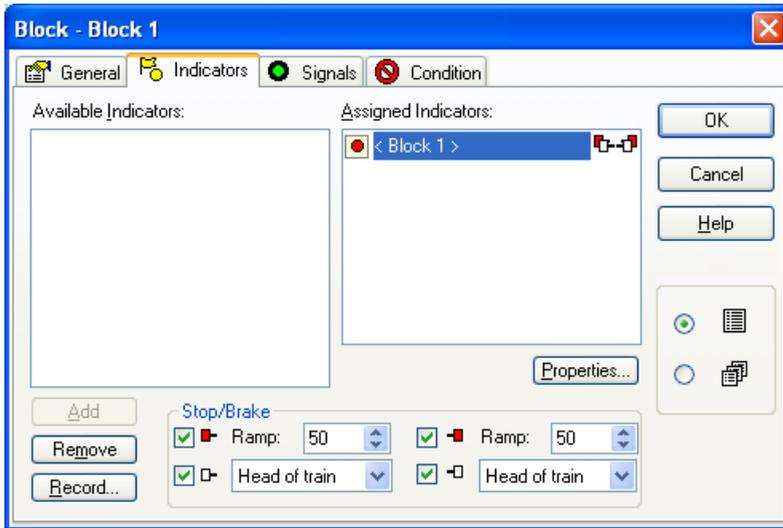 Block - Block 1
General Indicators Signals Condition
Available Indicators: Assigned Indicators:
< Block 1 >
OK
Cancel
Help
Properties...
Add
Remove
Record...
Stop/Brake
Ramp: 50 Ramp: 50
Head of train Head of train